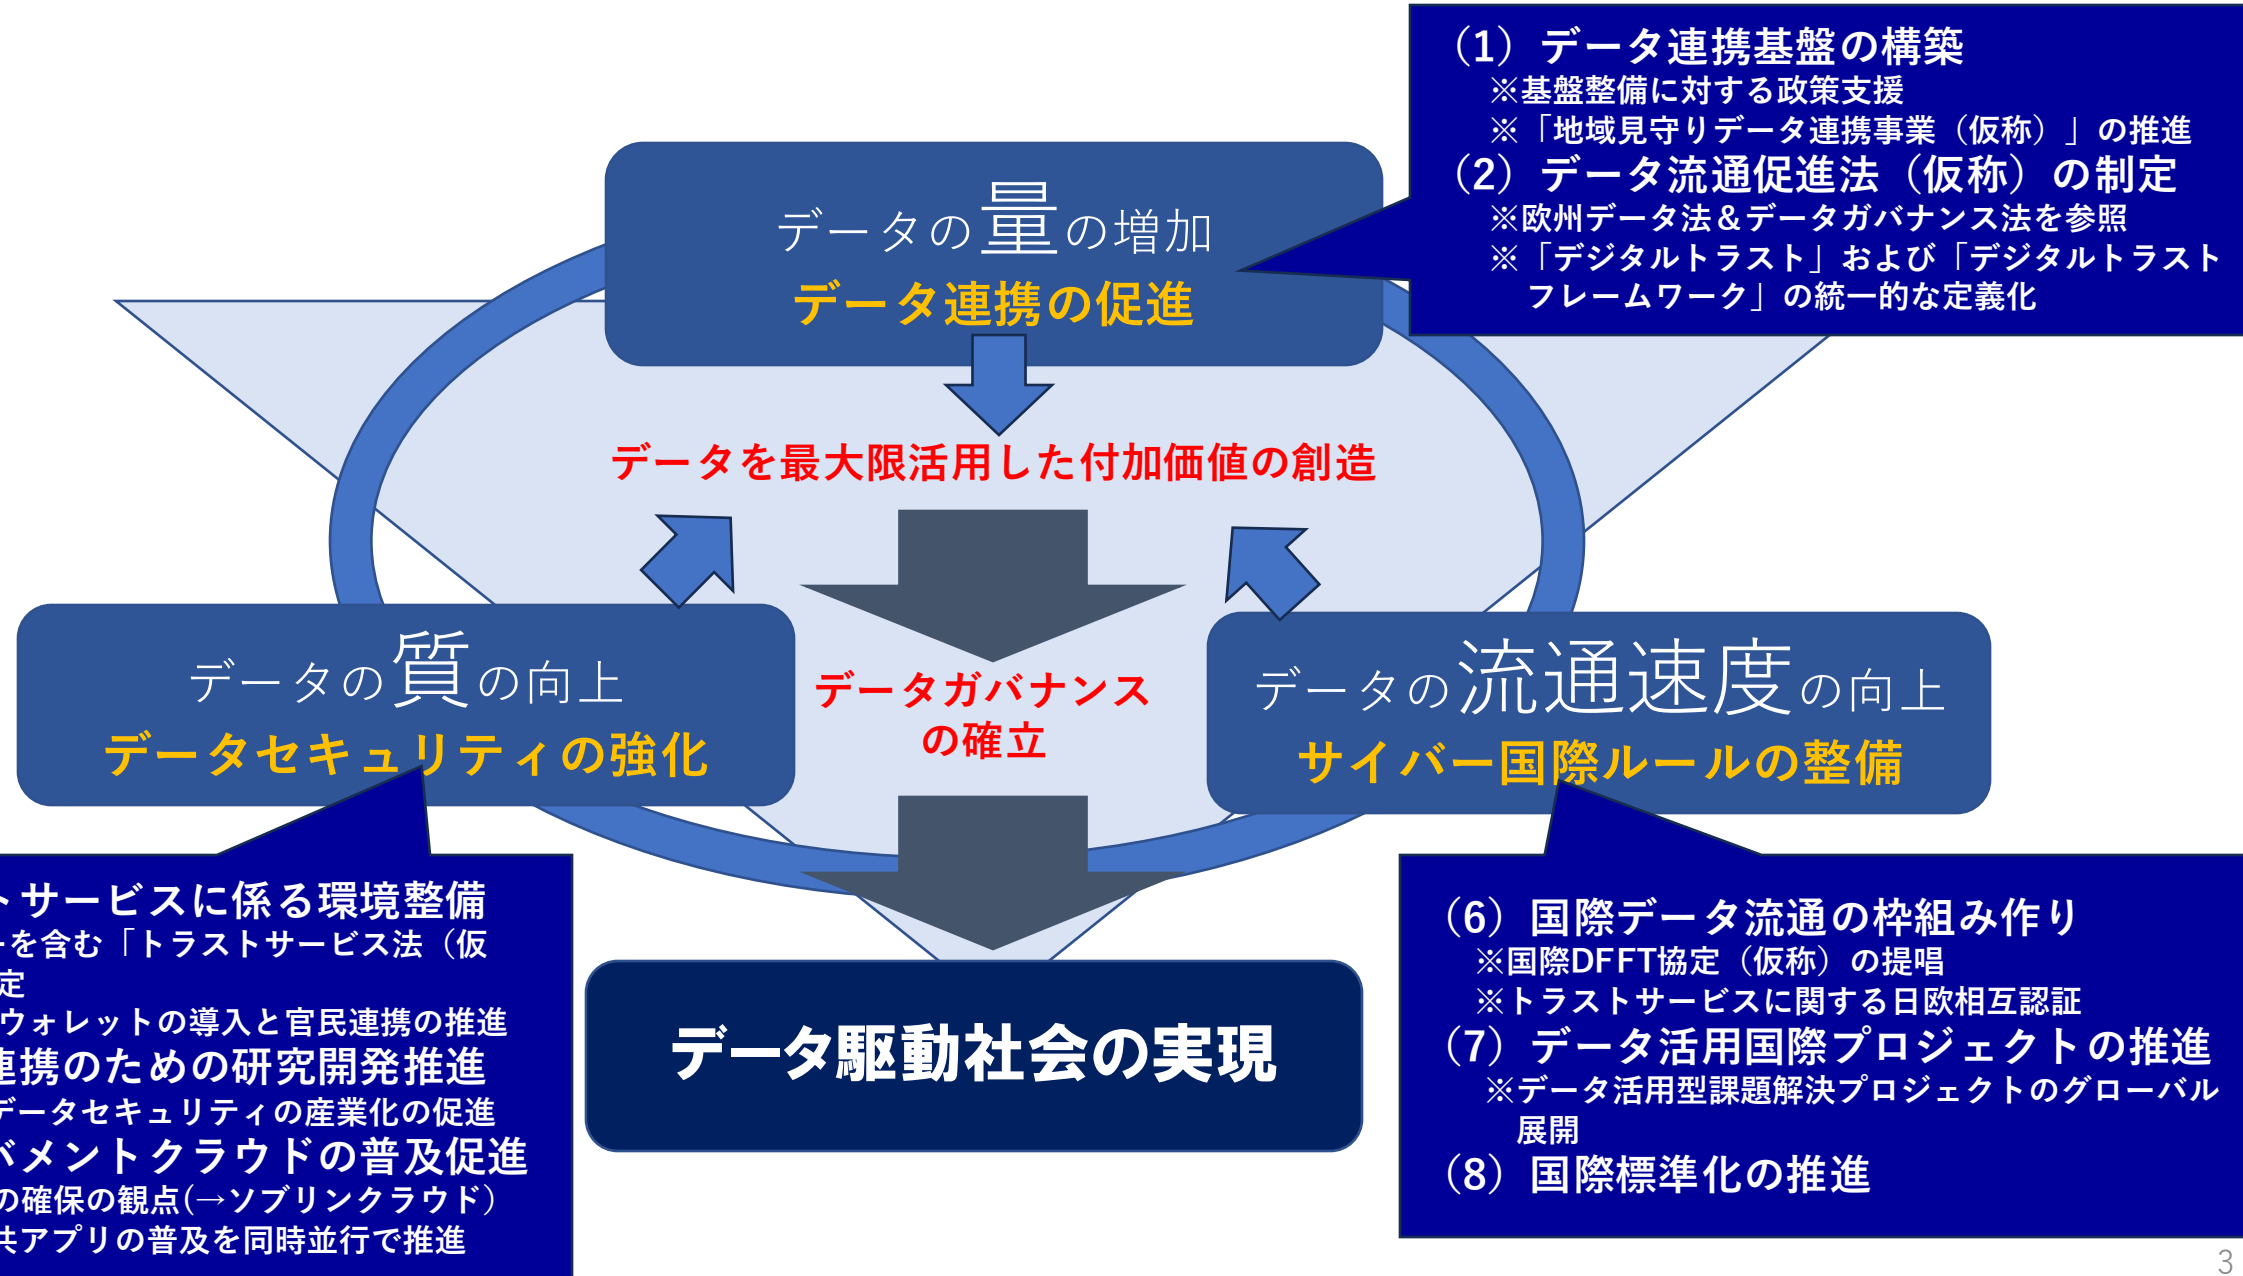 （1）データ連携基盤の構築
※基盤整備に対する政策支援
※「地域見守りデータ連携事業（仮称）」の推進
（2）データ流通促進法（仮称）の制定
※欧州データ法＆データガバナンス法を参照
※「デジタルトラスト」および「デジタルトラスト
フレームワーク」の統一的な定義化
データの量の増加
データ連携の促進
データを最大限活用した付加価値の創造
データの質の向上
データセキュリティの強化
データガバナンス
の確立
データの流通速度の向上
サイバー国際ルールの整備
トサービスに係る環境整備
ーを含む「トラストサービス法（仮
定
ウォレットの導入と官民連携の推進
連携のための研究開発推進
データセキュリティの産業化の促進
バメントクラウドの普及促進
の確保の観点(→ソブリンクラウド）
共アプリの普及を同時並行で推進
データ駆動社会の実現
（6）国際データ流通の枠組み作り
※国際DFFT協定（仮称）の提唱
※トラストサービスに関する日欧相互認証
（7）データ活用国際プロジェクトの推進
※データ活用型課題解決プロジェクトのグローバル
展開
（8）国際標準化の推進
3